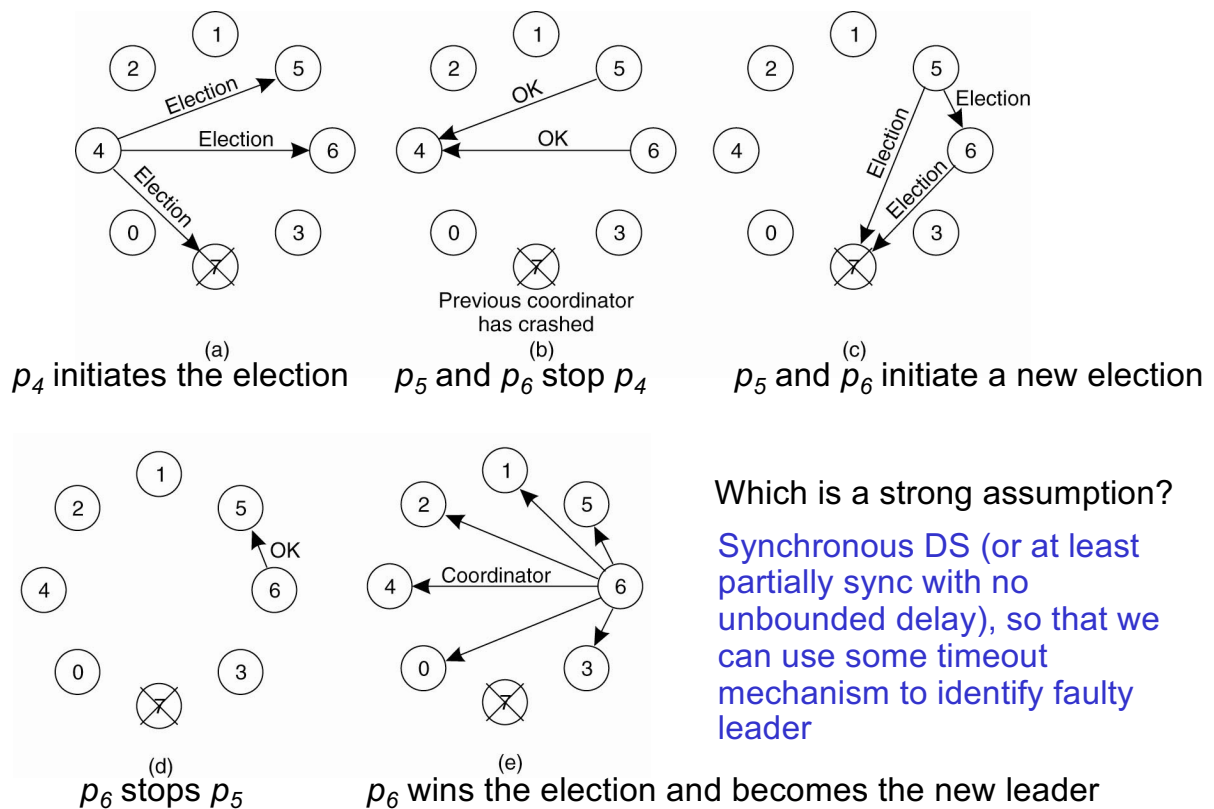 1
2
5
Election
4
Election
6
Election
0
3
7
(a)
p4 initiates the election
1
2
5
OK
4
OK
6
0
3
7
Previous coordinator
has crashed
(b)
p5 and p6 stop p4
1
2
5
Election
Election
4
6
Election
0
3
7
(c)
p5 and p6 initiate a new election
1
2
5
OK
4
6
0
3
7
(d)
p6 stops p5
1
2
5
Coordinator
4
6
0
3
7
(e)
p6 wins the election and becomes the new leader
Which is a strong assumption?
Synchronous DS (or at least
partially sync with no
unbounded delay), so that we
can use some timeout
mechanism to identify faulty
leader